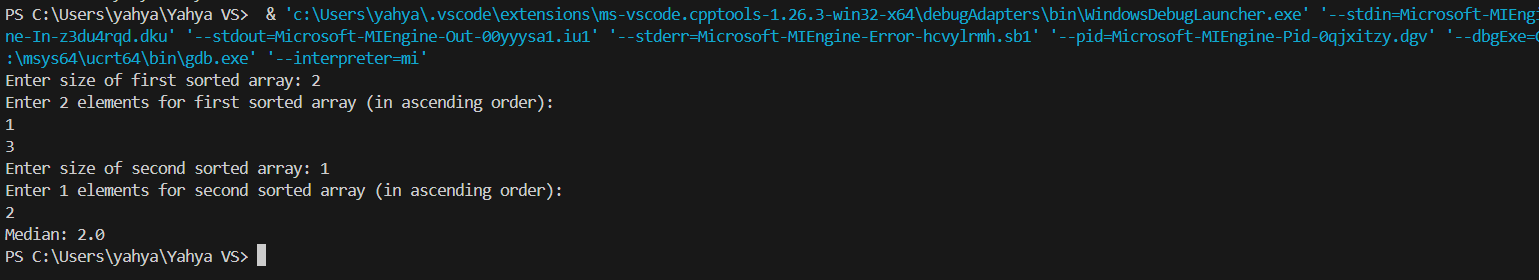 PS C:\Users\yahya\Yahya VS>  & 'c:\Users\yahya\.vscode\extensions\ms-vscode.cpptools-1.26.3-win32-x64\debugAdapters\bin\WindowsDebugLauncher.exe' '--stdin=Microsoft-MIEngi
ne-In-z3du4rqd.dku' '--stdout=Microsoft-MIEngine-Out-00yyysa1.iu1' '--stderr=Microsoft-MIEngine-Error-hcvylrmh.sb1' '--pid=Microsoft-MIEngine-Pid-0qjxitzy.dgv' '--dbgExe=C
:\msys64\ucrt64\bin\gdb.exe' '--interpreter=mi'
Enter size of first sorted array: 2
Enter 2 elements for first sorted array (in ascending order):
1
3
Enter size of second sorted array: 1
Enter 1 elements for second sorted array (in ascending order):
2
Median: 2.0
PS C:\Users\yahya\Yahya VS>